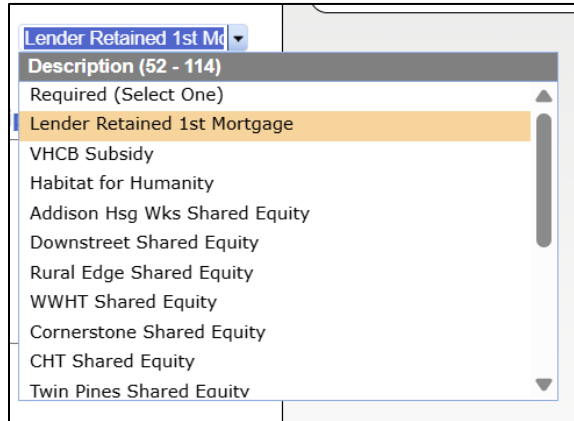 Lender Retained 1st Mo
Description (52 - 114)
Required (Select One)
Lender Retained 1st Mortgage
VHCB Subsidy
Habitat for Humanity
Addison Hsg Wks Shared Equity
Downstreet Shared Equity
Rural Edge Shared Equity
WWHT Shared Equity
Cornerstone Shared Equity
CHT Shared Equity
Twin Pines Shared Equity